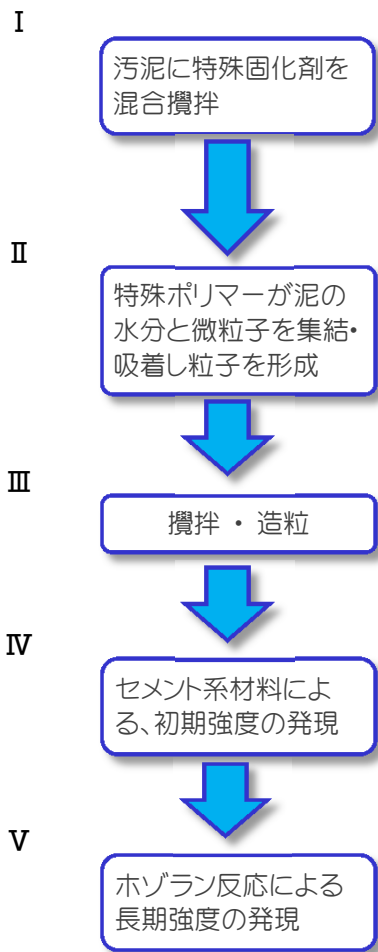 Ⅰ
汚泥に特殊固化剤を
混合攪拌
Ⅱ
特殊ポリマーが泥の
水分と微粒子を集結・
吸着し粒子を形成
Ⅲ
攪拌 ・ 造粒
Ⅳ
セメント系材料によ
る、初期強度の発現
Ⅴ
ホゾラン反応による
長期強度の発現